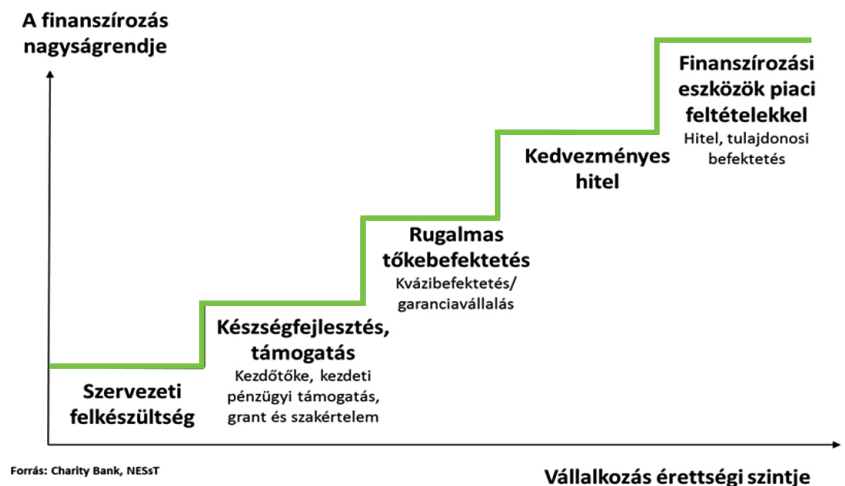 A finanszírozás
nagyságrendje
Finanszírozási
eszközök piaci
feltételekkel
Hitel, tulajdonosi
befektetés
Kedvezményes
hitel
Rugalmas
tőkebefektetés
Kvázibefektetés/
garanciavállalás
Készségfejlesztés,
támogatás
Kezdőtőke, kezdeti
pénzügyi támogatás,
grant és szakértelem
Szervezeti
felkészültség
Forrás: Charity Bank, NESsT
Vállalkozás érettségi szintje